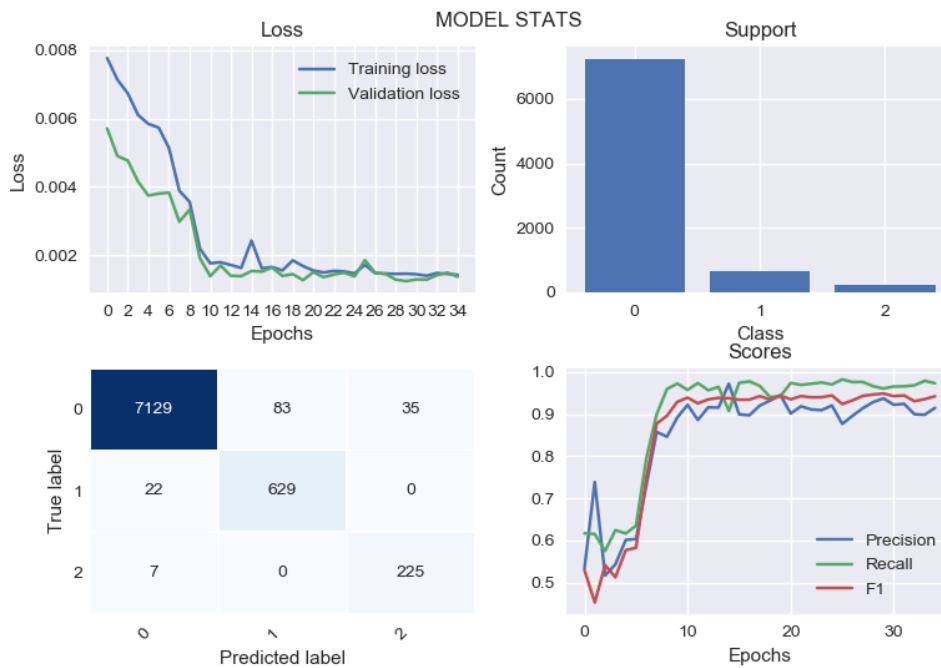 MODEL STATS
Loss
0.008
0.006
0.004
0.002
Loss
Training loss
Validation loss
0 2 4 6 8 10 12 14 16 18 20 22 24 26 28 30 32 34
Epochs
Support
6000
4000
2000
0
Count
0 1 2
Class
True label
0 7129 83 35
1 22 629 0
2 7 0 225
0 1 2
Predicted label
Scores
1.0
0.9
0.8
0.7
0.6
0.5
Precision
Recall
F1
0 10 20 30
Epochs